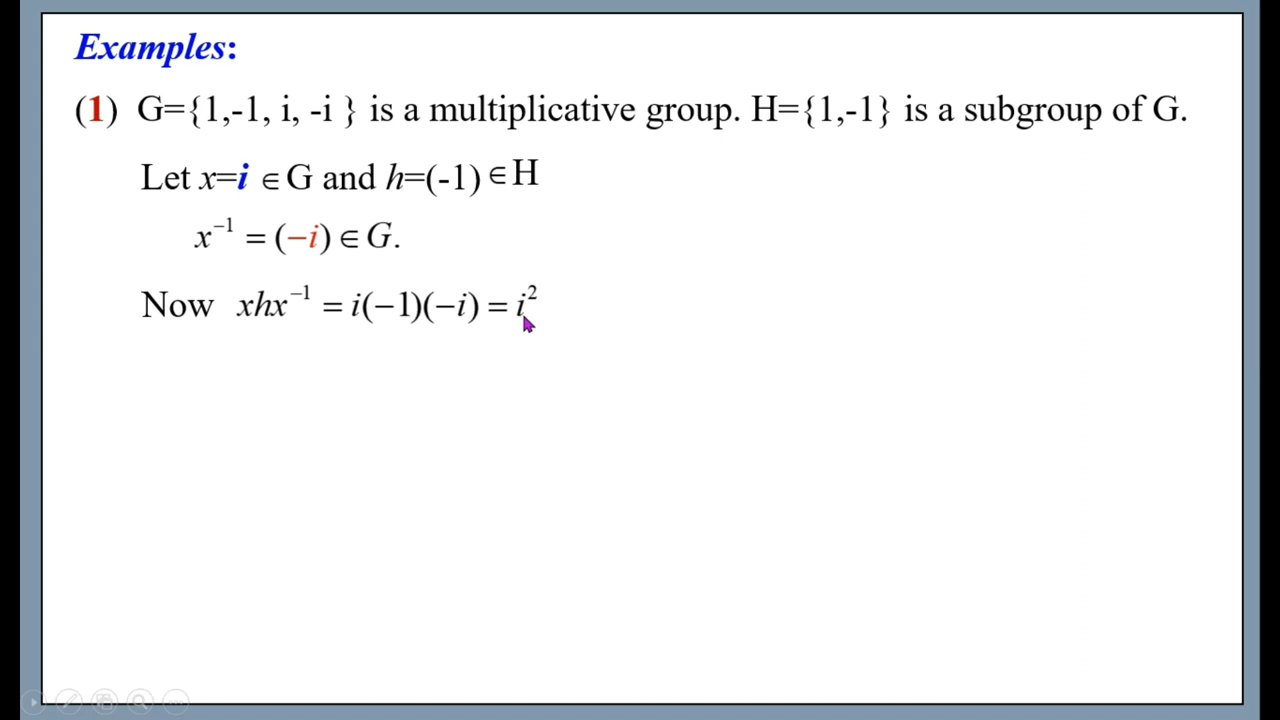 Examples:
(1) G={1,-1, i, -i } is a multiplicative group. H={1,-1} is a subgroup of G.
Let x=i ∈G and h=(-1)∈H
x⁻¹ = (−i)∈G.
Now xhx⁻¹ = i(−1)(−i) = i²